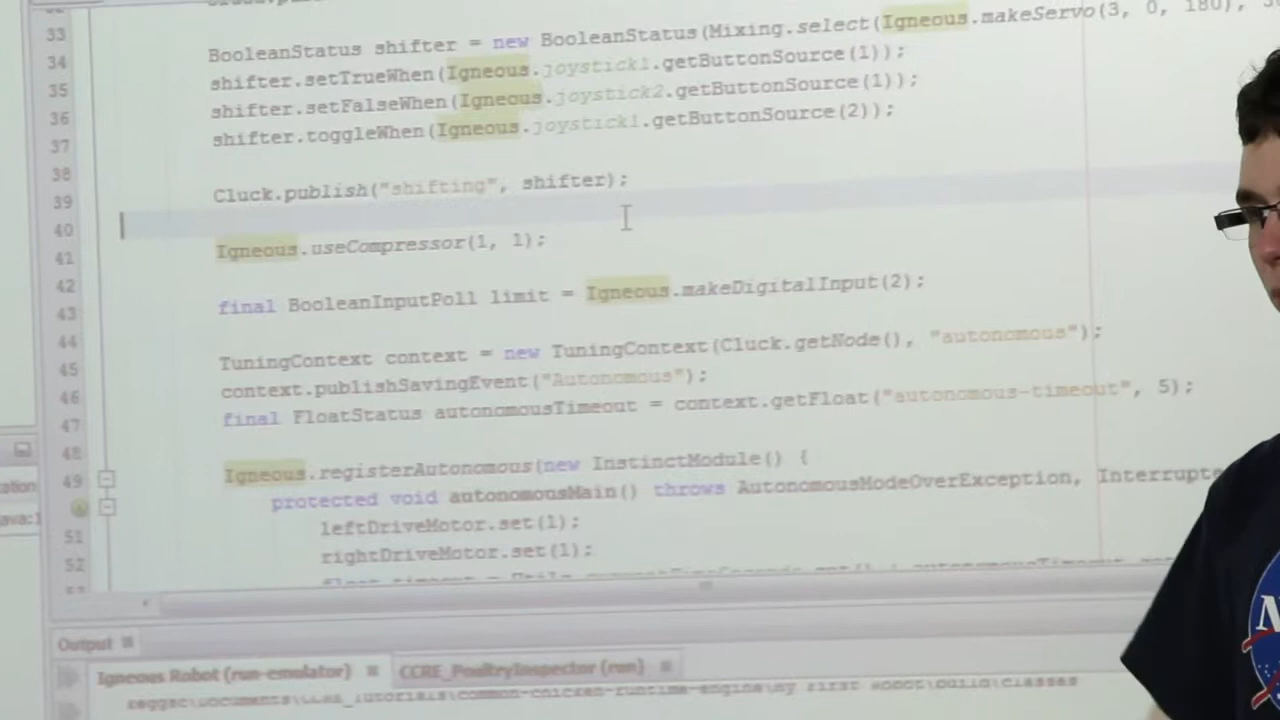 33
BooleanStatus shifter = new BooleanStatus(Mixing.select(Igneous.makeServo(3, 0, 180),
34
shifter.setTrueWhen(Igneous.joystick1.getButtonSource(1));
35
shifter.setFalseWhen(Igneous.joystick2.getButtonSource(1));
36
shifter.toggleWhen(Igneous.joystick1.getButtonSource(2));
37
38
Cluck.publish("shifting", shifter);
39
40
Igneous.useCompressor(1, 1);
41
42
final BooleanInputPoll limit = Igneous.makeDigitalInput(2);
43
44
TuningContext context = new TuningContext(Cluck.getNode(), "autonomous");
45
context.publishSavingEvent("Autonomous");
46
final FloatStatus autonomousTimeout = context.getFloat("autonomous-timeout", 5);
47
48
Igneous.registerAutonomous(new InstinctModule() {
49
protected void autonomousMain() throws AutonomousModeOverException, Interrupte
leftDriveMotor.set(1);
51
rightDriveMotor.set(1);
52
Output
Igneous Robot (run-emulator)
CCRE_PoultryInspector (run)